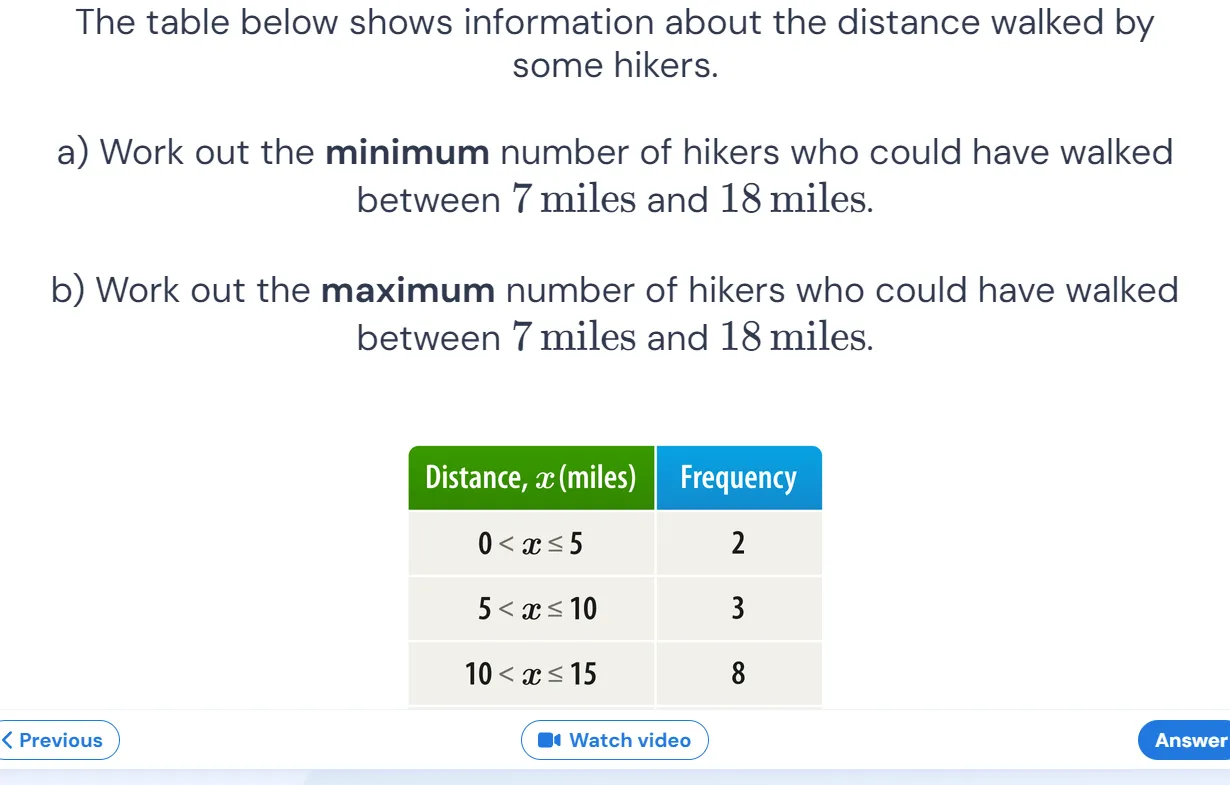 The table below shows information about the distance walked by
some hikers.
a) Work out the minimum number of hikers who could have walked
between 7 miles and 18 miles.
b) Work out the maximum number of hikers who could have walked
between 7 miles and 18 miles.
Distance, x (miles) Frequency
0 < x ≤ 5 2
5 < x ≤ 10 3
10 < x ≤ 15 8
Previous Watch video Answer